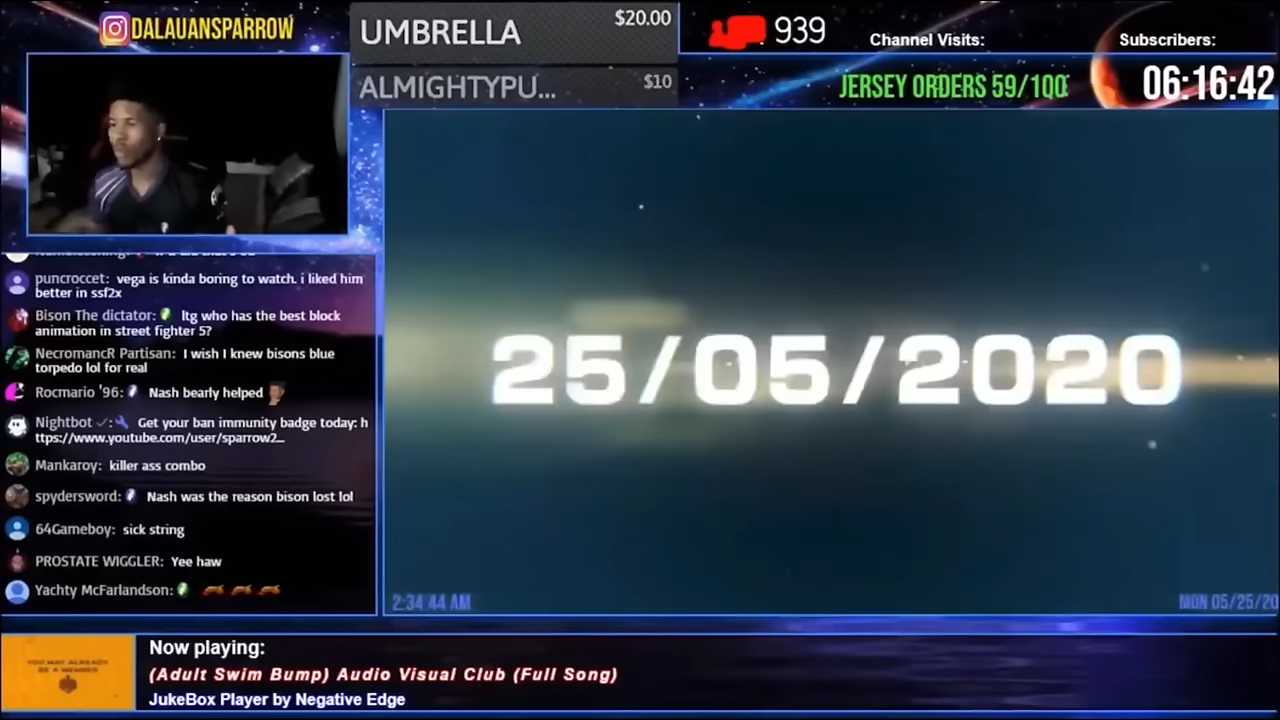 DALAUANSPARROW
UMBRELLA
$20.00
ALMIGHTYPU...
$10
939
Channel Visits:
Subscribers:
JERSEY ORDERS 59/100
06:16:42
25/05/2020
puncroccet: vega is kinda boring to watch. i liked him
better in ssf2x
Bison The dictator: ltg who has the best block
animation in street fighter 5?
NecromancR Partisan: I wish I knew bisons blue
torpedo lol for real
Rocmario '96: Nash bearly helped
Nightbot ✓: Get your ban immunity badge today: h
ttps://www.youtube.com/user/sparrow2...
Mankaroy: killer ass combo
spydersword: Nash was the reason bison lost lol
64Gameboy: sick string
PROSTATE WIGGLER: Yee haw
Yachty McFarlandson:
2:34:44 AM
MON 05/25/20
YOU MAY ALREADY
BE A MEMBER
Now playing:
(Adult Swim Bump) Audio Visual Club (Full Song)
JukeBox Player by Negative Edge